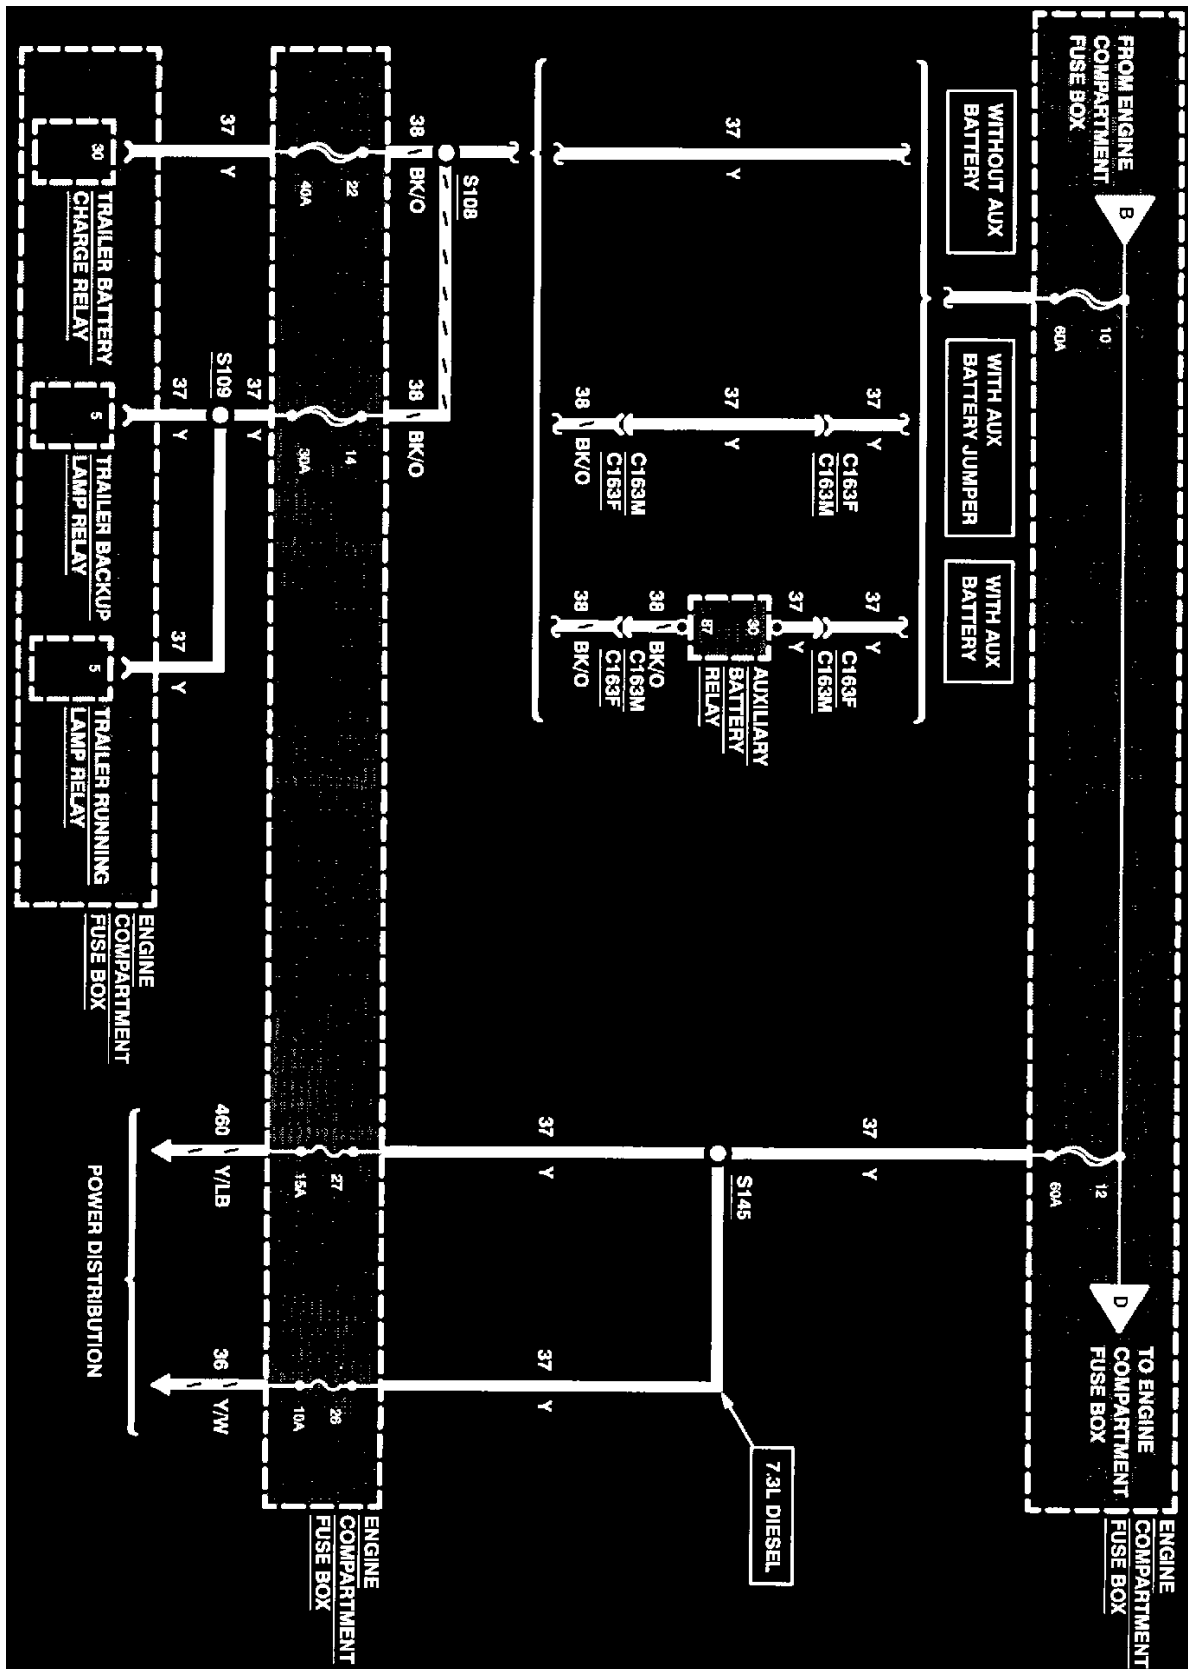 FROM ENGINE
COMPARTMENT
FUSE BOX
B
10
60A
12
60A
D
TO ENGINE
COMPARTMENT
FUSE BOX
ENGINE
COMPARTMENT
FUSE BOX
WITHOUT AUX
BATTERY
WITH AUX
BATTERY JUMPER
WITH AUX
BATTERY
37
Y
37
Y
C163F
C163M
37
Y
C163M
C163F
38
BK/O
37
Y
C163F
C163M
37
Y
30
87
AUXILIARY
BATTERY
RELAY
38
BK/O
C163M
C163F
38
BK/O
37
Y
S145
7.3L DIESEL
37
Y
37
Y
S108
38
BK/O
38
BK/O
22
40A
14
30A
27
15A
26
10A
ENGINE
COMPARTMENT
FUSE BOX
37
Y
37
Y
S109
37
Y
37
Y
460
Y/LB
36
Y/W
30
TRAILER BATTERY
CHARGE RELAY
5
TRAILER BACKUP
LAMP RELAY
5
TRAILER RUNNING
LAMP RELAY
ENGINE
COMPARTMENT
FUSE BOX
POWER DISTRIBUTION